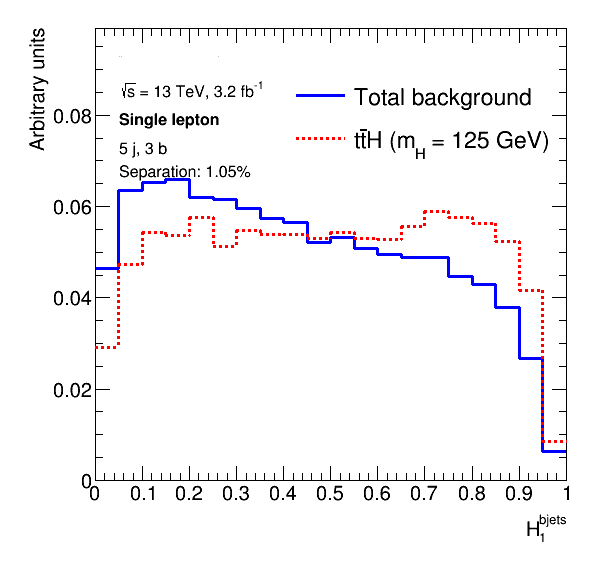 Arbitrary units
√s = 13 TeV, 3.2 fb⁻¹
Single lepton
5 j, 3 b
Separation: 1.05%
Total background
tt̄H (m_H = 125 GeV)
0.08
0.06
0.04
0.02
0
0 0.1 0.2 0.3 0.4 0.5 0.6 0.7 0.8 0.9 1
H₁^bjets